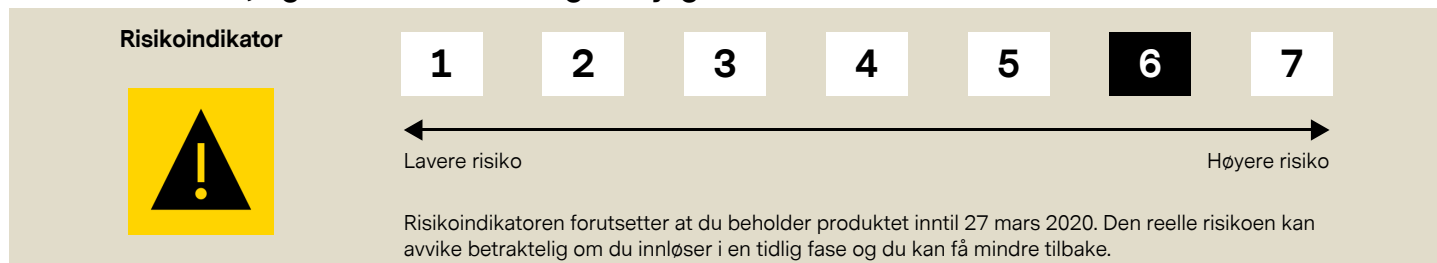 Risikoindikator
1 2 3 4 5 6 7
Lavere risiko Høyere risiko
Risikoindikatoren forutsetter at du beholder produktet inntil 27 mars 2020. Den reelle risikoen kan
avvike betraktelig om du innløser i en tidlig fase og du kan få mindre tilbake.